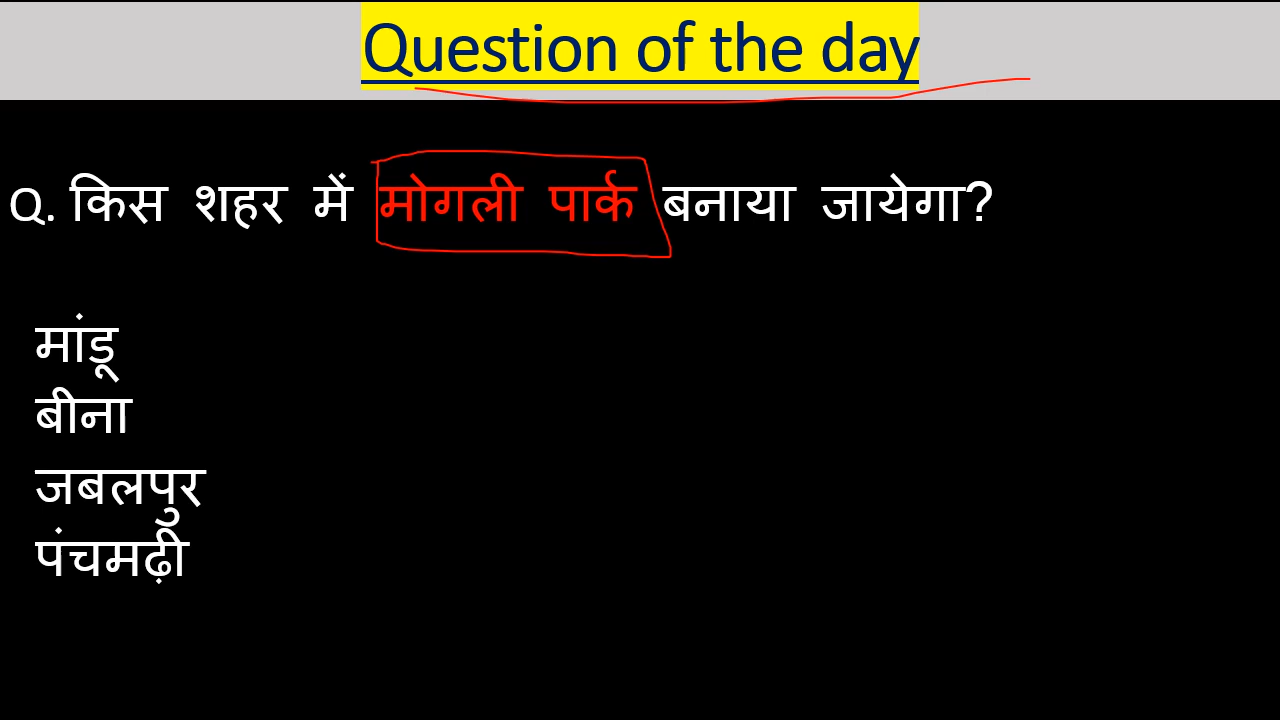 Question of the day
Q. किस शहर में मोगली पार्क बनाया जायेगा?
मांडू
बीना
जबलपुर
पंचमढ़ी